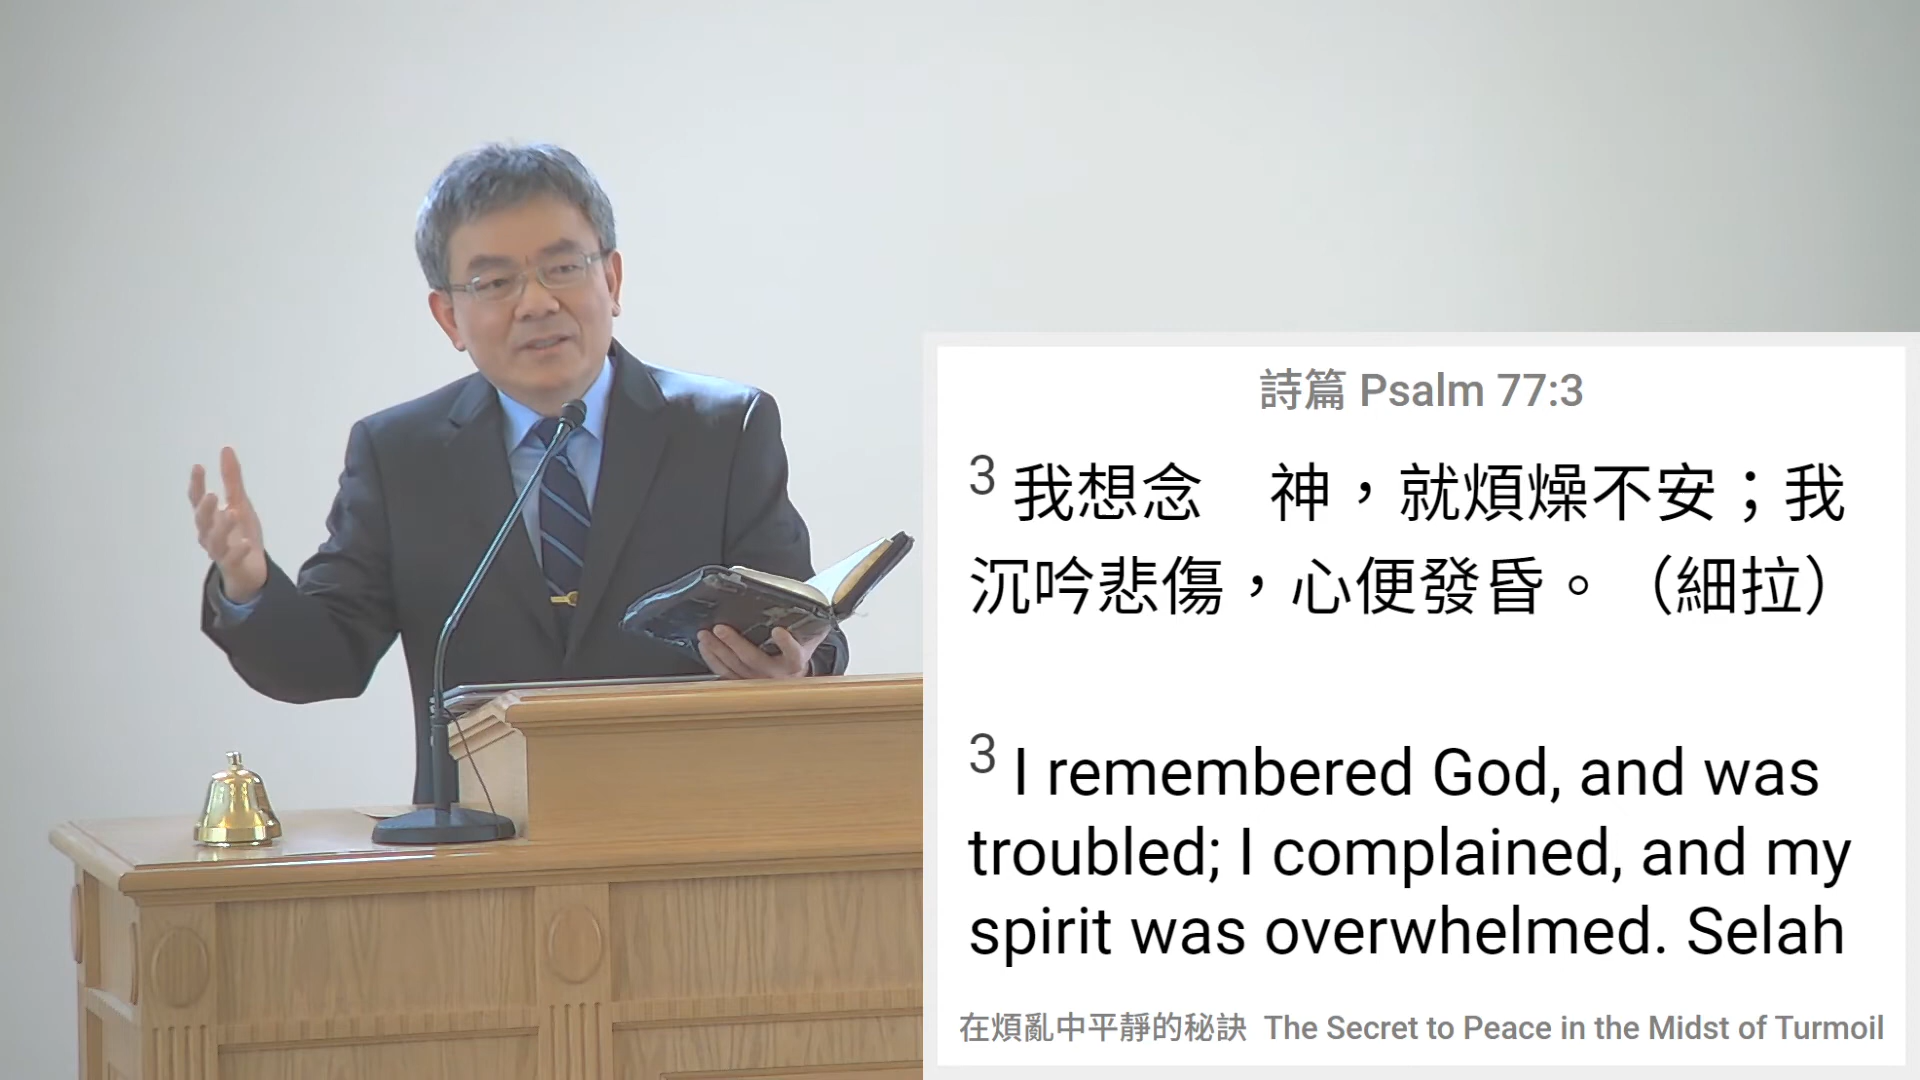 詩篇 Psalm 77:3
3 我想念　神，就煩燥不安；我
沉吟悲傷，心便發昏。（細拉）
3 I remembered God, and was
troubled; I complained, and my
spirit was overwhelmed. Selah
在煩亂中平靜的秘訣 The Secret to Peace in the Midst of Turmoil